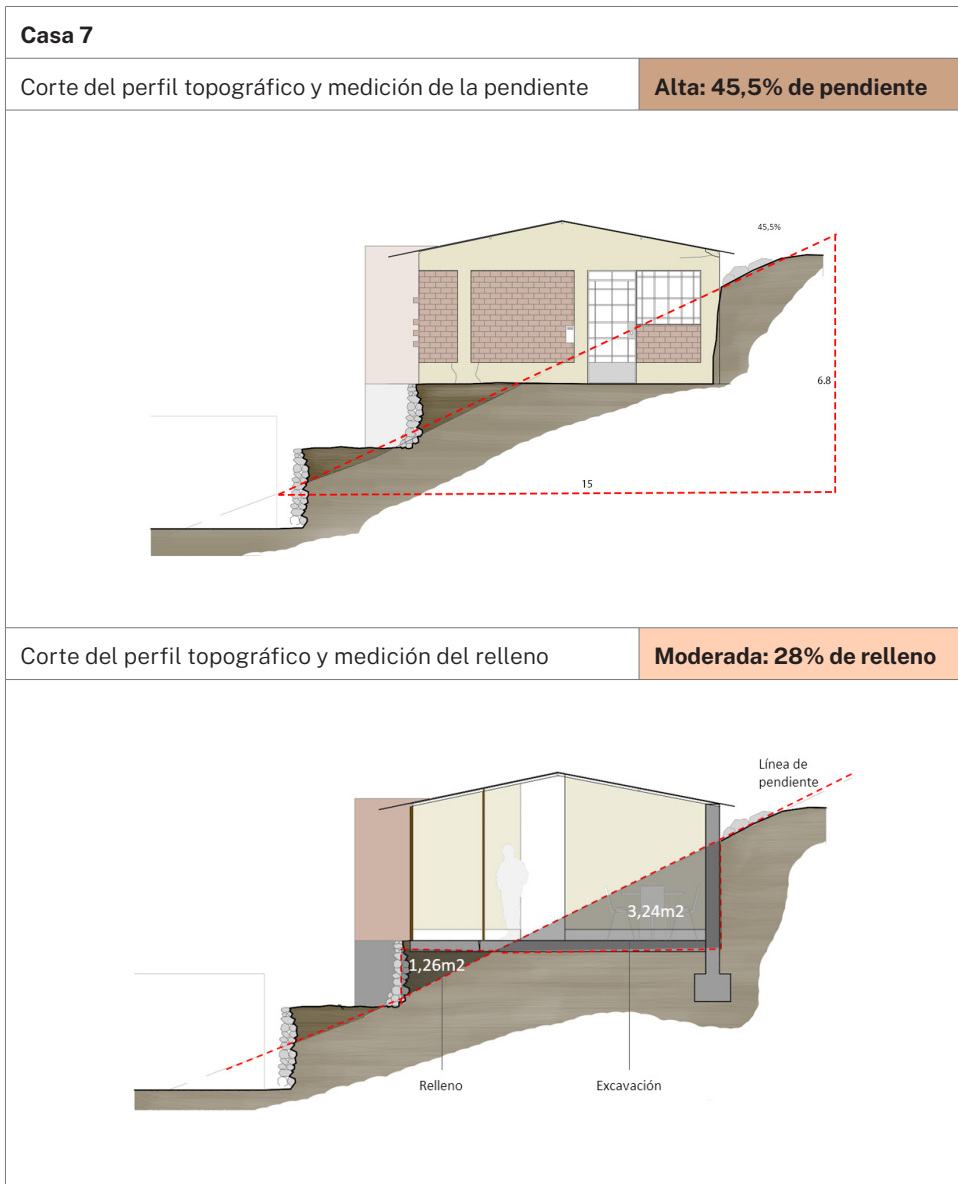 Casa 7
Corte del perfil topográfico y medición de la pendiente
Alta: 45,5% de pendiente
45,5%
6.8
15
Corte del perfil topográfico y medición del relleno
Moderada: 28% de relleno
Línea de
pendiente
3,24m2
1,26m2
Relleno
Excavación